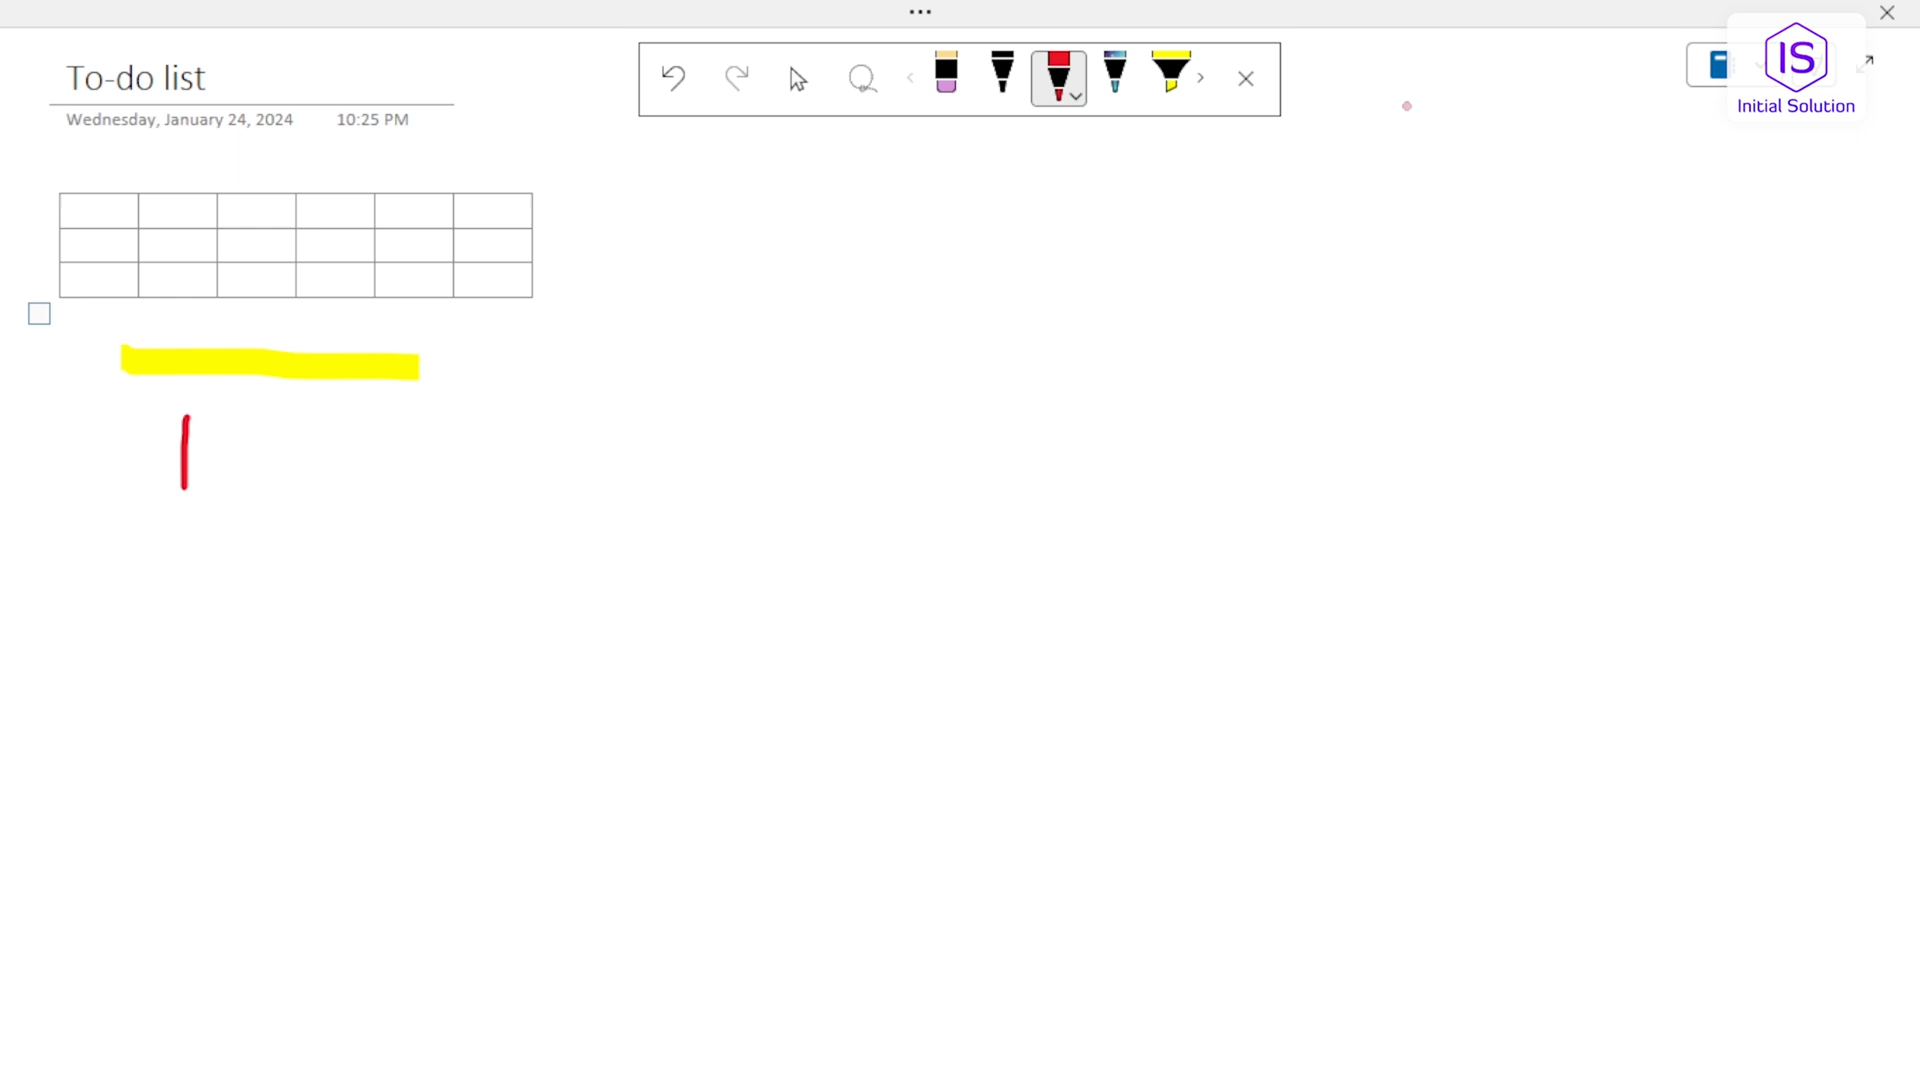 To-do list
Wednesday, January 24, 2024 10:25 PM
IS
Initial Solution